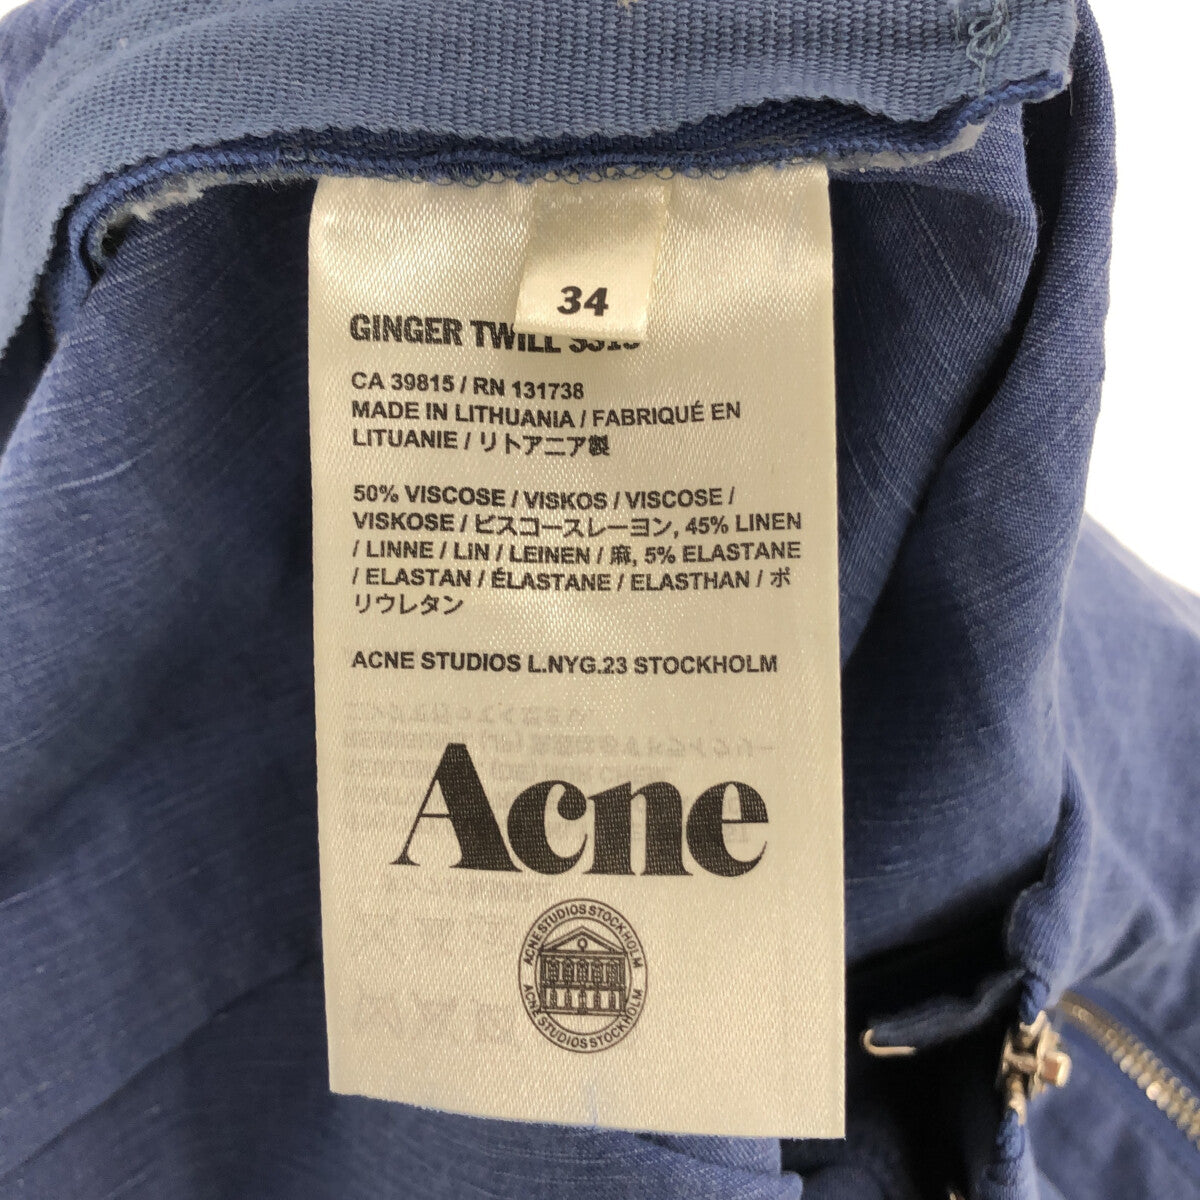 34
GINGER TWILL
CA 39815 / RN 131738
MADE IN LITHUANIA / FABRIQUÉ EN
LITUANIE / リトアニア製
50% VISCOSE / VISKOS / VISCOSE /
VISKOSE / ビスコースレーヨン, 45% LINEN
/ LINNE / LIN / LEINEN / 麻, 5% ELASTANE
/ ELASTAN / ÉLASTANE / ELASTHAN / ポ
リウレタン
ACNE STUDIOS L.NYG.23 STOCKHOLM
Acne
ACNE STUDIOS STOCKHOLM
ACNE STUDIOS STOCKHOLM